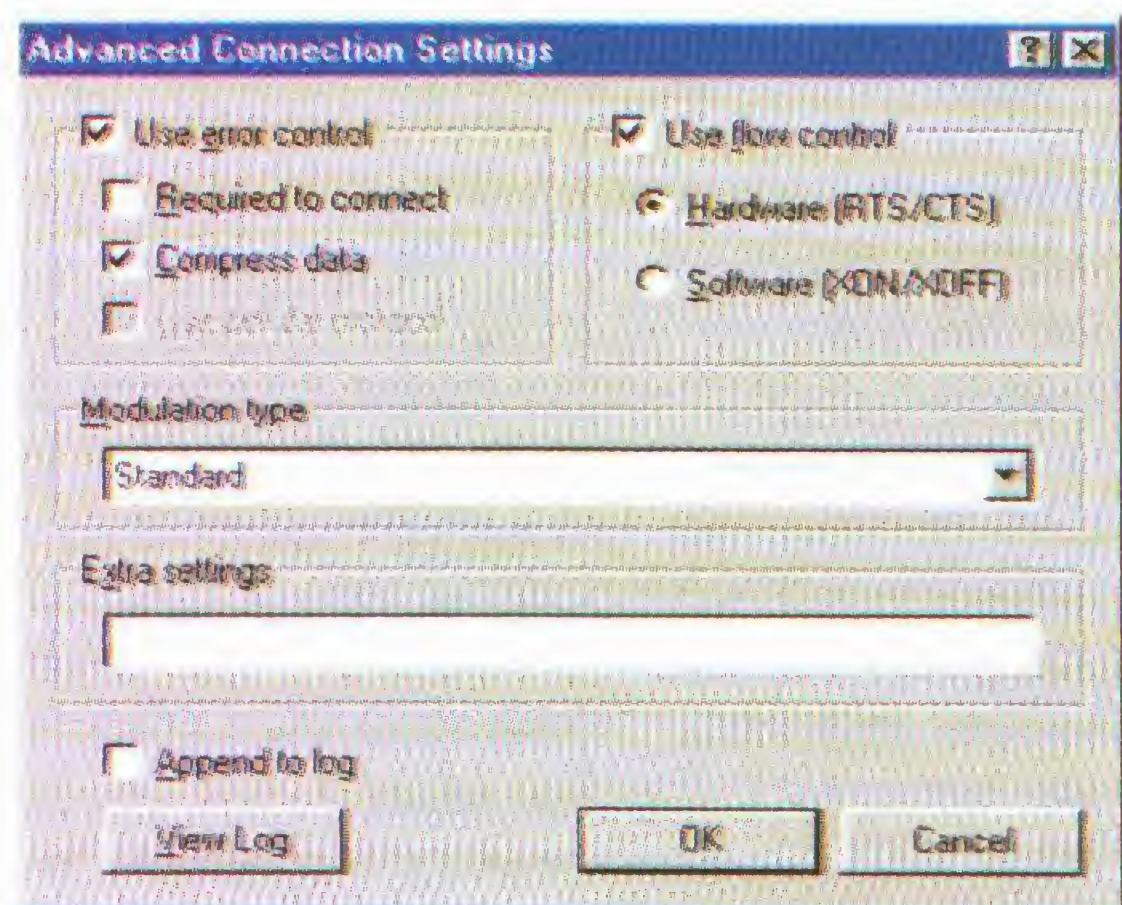 Advanced Connection Settings
Use error control
Required to connect
Compress data
Use flow control
Hardware (RTS/CTS)
Software (XON/XOFF)
Modulation type
Standard
Extra settings
Append to log
View Log
OK
Cancel